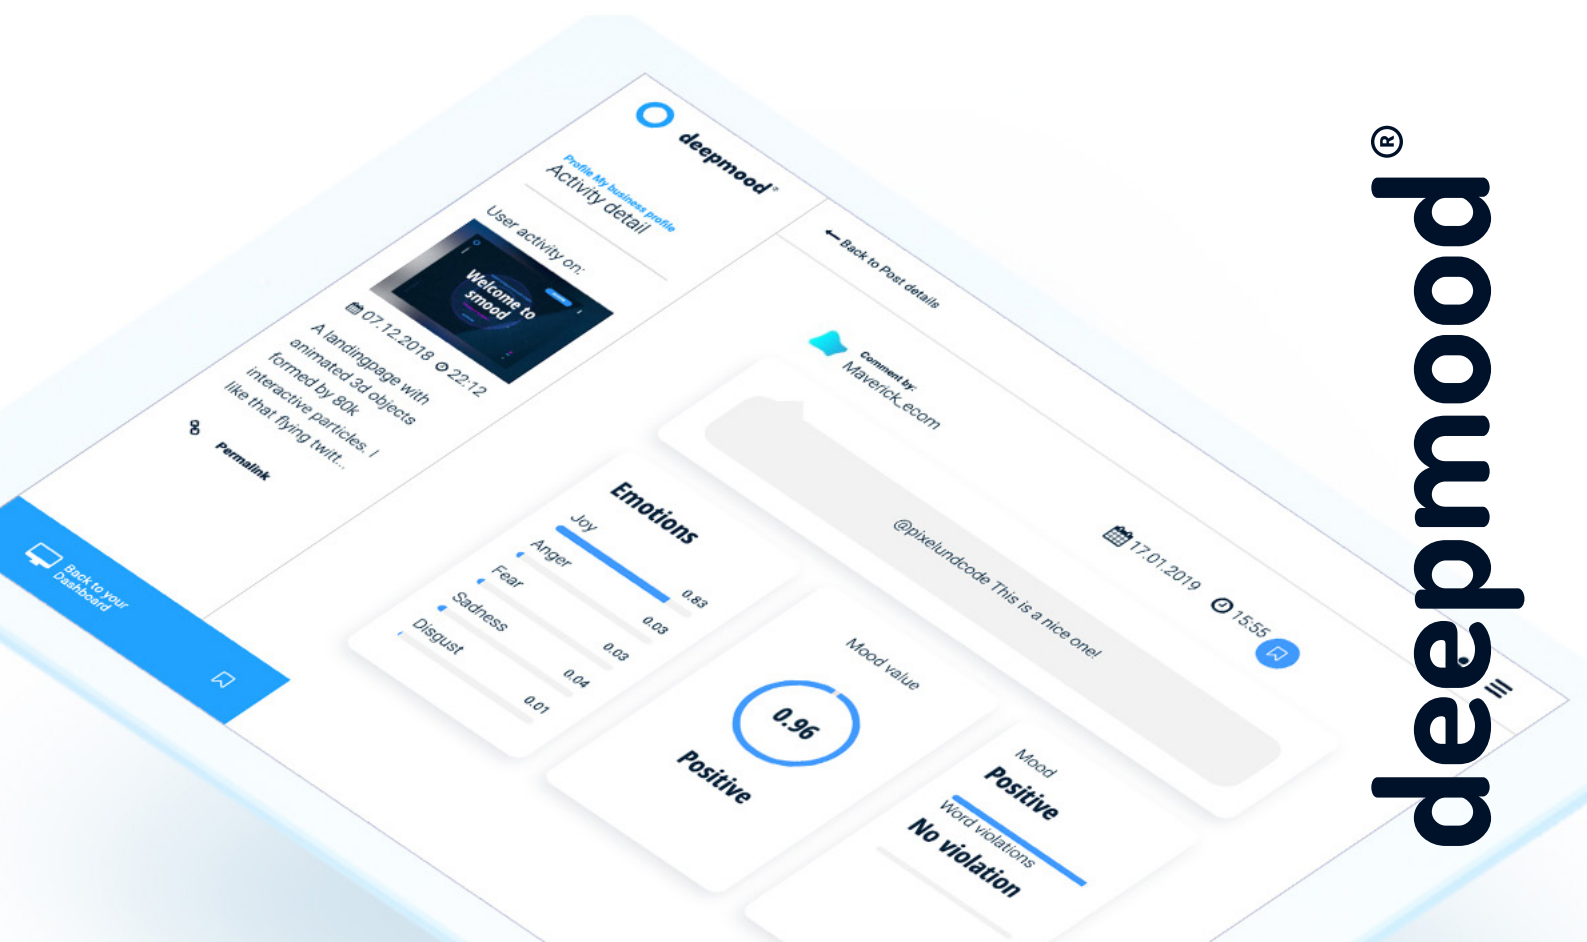 deepmood®
Profile My business profile
Activity detail
User activity on:
Welcome to
smood
07.12.2018 22:12
A landingpage with
animated 3d objects
formed by 80k
interactive particles. I
like that flying twitt...
Permalink
Back to your
Dashboard
Back to Post details
Comment by:
Maverick_ecom
17.01.2019 15:55
@pixelundcode This is a nice one!
Emotions
Joy
0.83
Anger
0.03
Fear
0.03
Sadness
0.04
Disgust
0.01
Mood value
0.96
Positive
Mood
Positive
Word violations
No violation
deepmood®